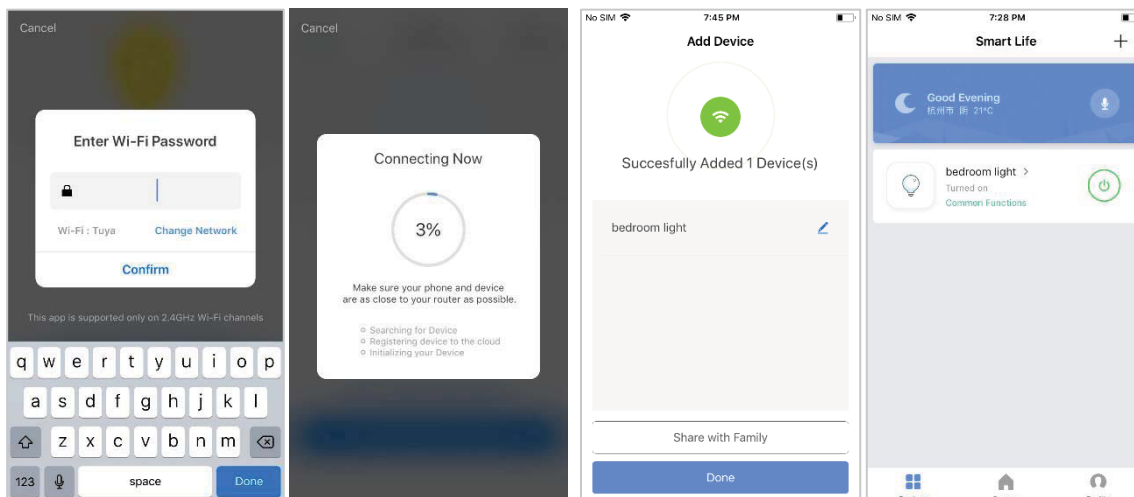 Cancel
Enter Wi-Fi Password
Wi-Fi : Tuya
Change Network
Confirm
This app is supported only on 2.4GHz Wi-Fi channels
q w e r t y u i o p
a s d f g h j k l
z x c v b n m
123
space
Done
Cancel
Connecting Now
3%
Make sure your phone and device
are as close to your router as possible.
Searching for Device
Registering device to the cloud
Initializing your Device
No SIM
7:45 PM
Add Device
Succesfully Added 1 Device(s)
bedroom light
Share with Family
Done
No SIM
7:28 PM
Smart Life
+
Good Evening
杭州市 阴 21°C
bedroom light >
Turned on
Common Functions